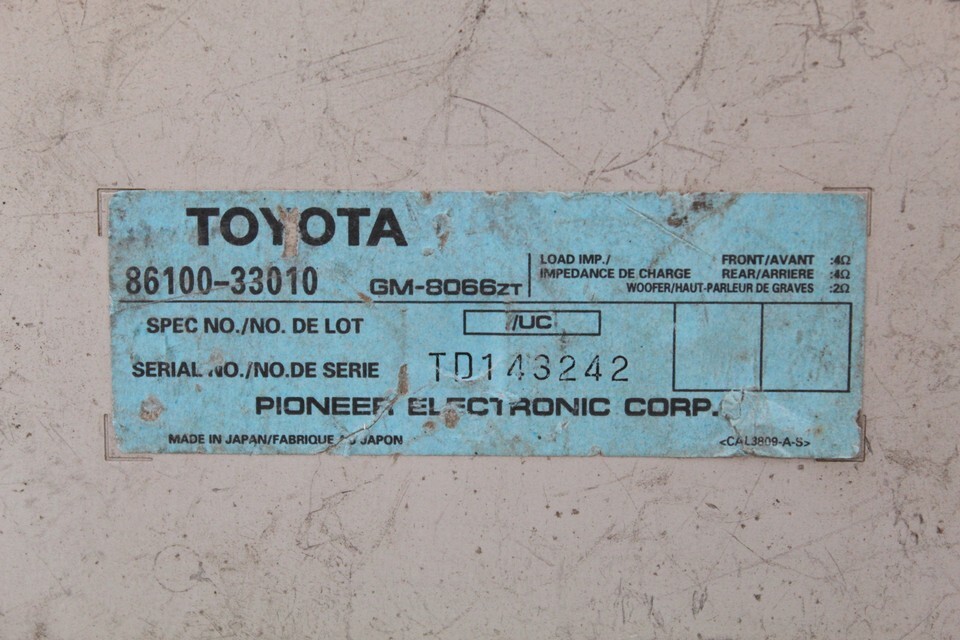 TOYOTA
86100-33010 GM-8066ZT
LOAD IMP./ FRONT/AVANT :4Ω
IMPEDANCE DE CHARGE REAR/ARRIERE :4Ω
WOOFER/HAUT-PARLEUR DE GRAVES :2Ω
SPEC NO./NO. DE LOT /UC
SERIAL NO./NO.DE SERIE TD143242
PIONEER ELECTRONIC CORP.
MADE IN JAPAN/FABRIQUE AU JAPON <CAL3809-A-S>